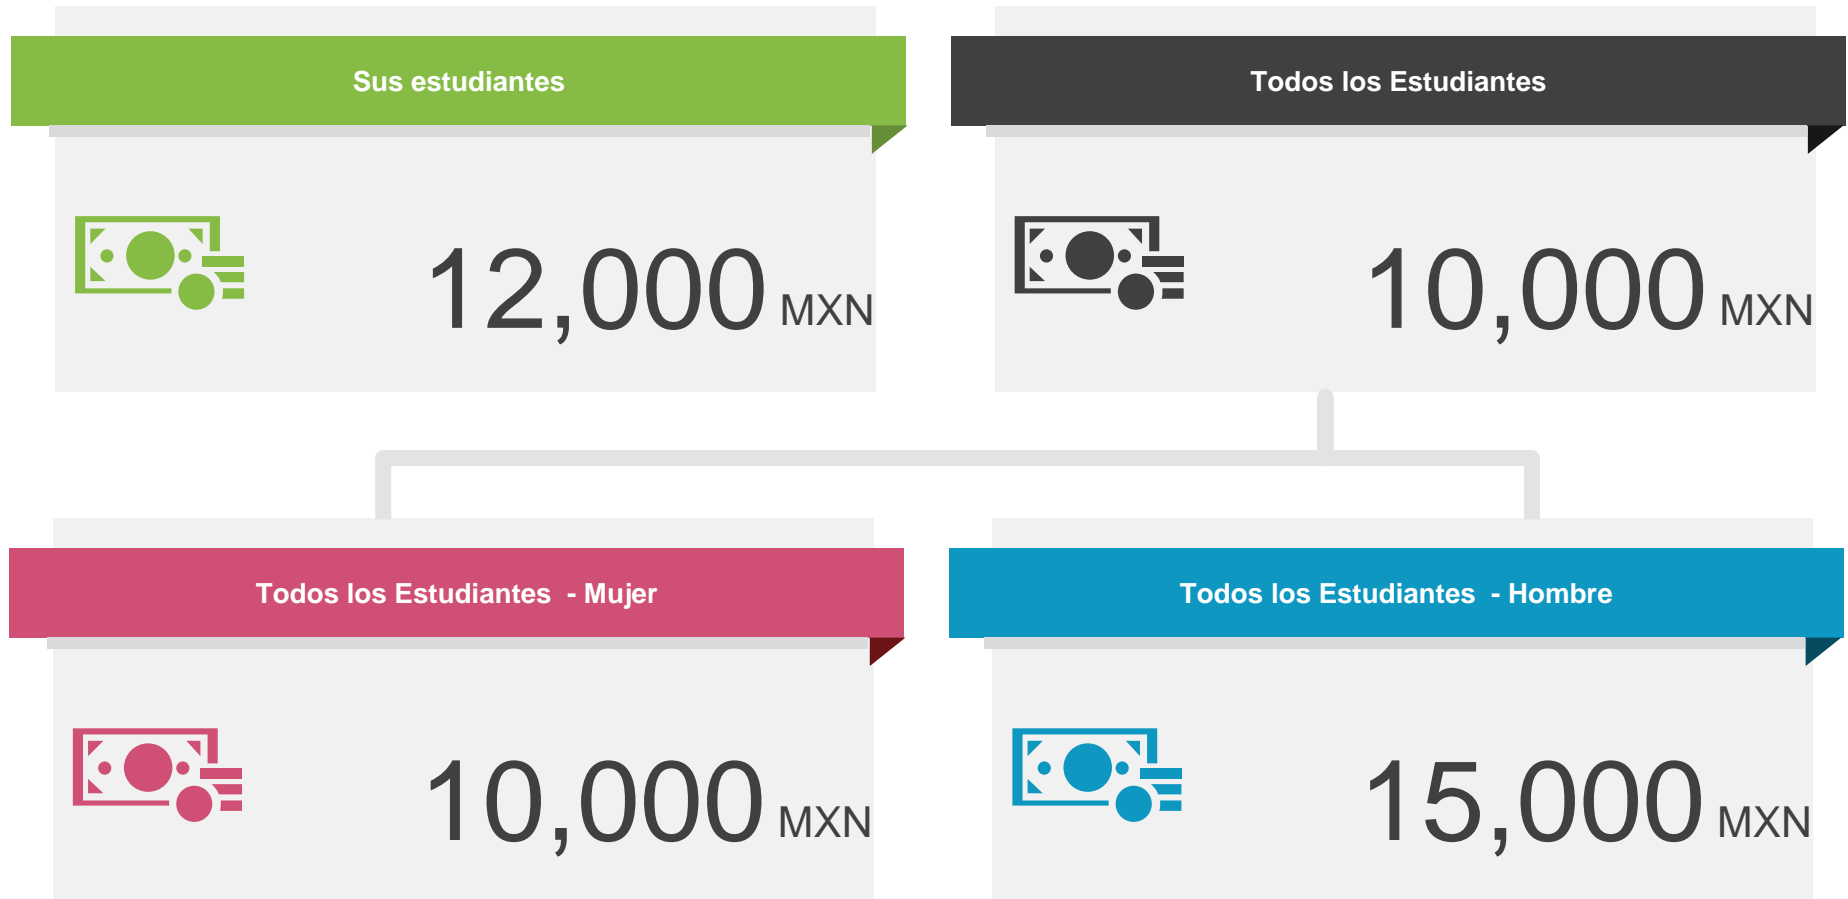 Sus estudiantes
12,000 MXN
Todos los Estudiantes
10,000 MXN
Todos los Estudiantes  - Mujer
10,000 MXN
Todos los Estudiantes  - Hombre
15,000 MXN